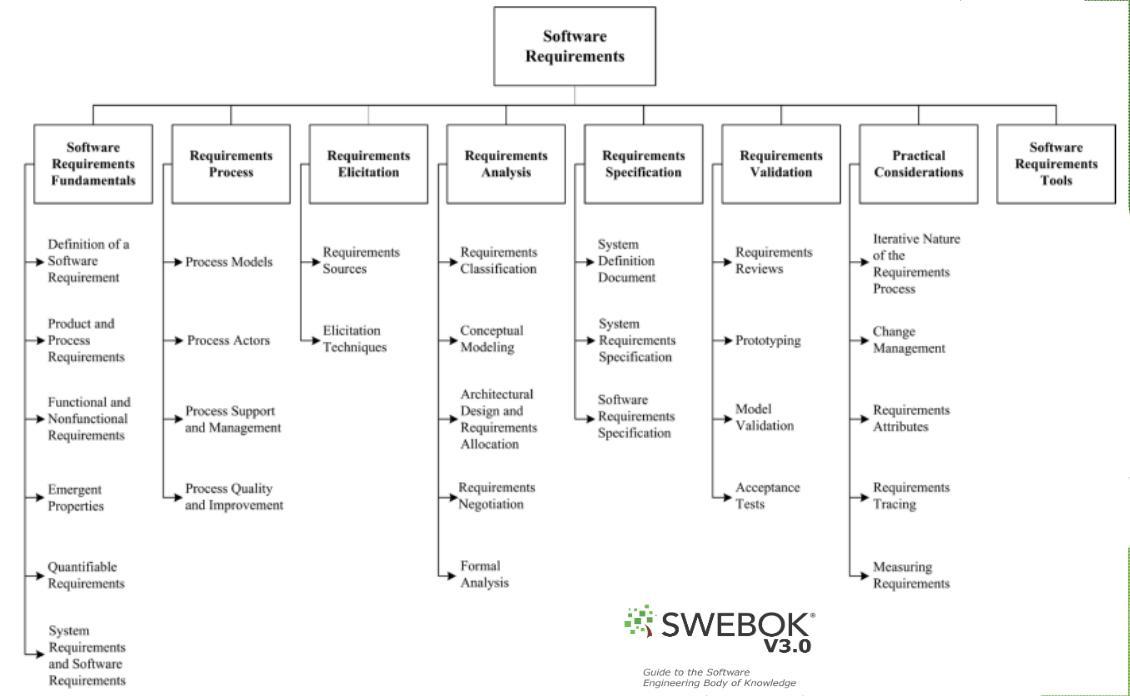 Software
Requirements
Software
Requirements
Fundamentals
Requirements
Process
Requirements
Elicitation
Requirements
Analysis
Requirements
Specification
Requirements
Validation
Practical
Considerations
Software
Requirements
Tools
Definition of a
Software
Requirement
Product and
Process
Requirements
Functional and
Nonfunctional
Requirements
Emergent
Properties
Quantifiable
Requirements
System
Requirements
and Software
Requirements
Process Models
Process Actors
Process Support
and Management
Process Quality
and Improvement
Requirements
Sources
Elicitation
Techniques
Requirements
Classification
Conceptual
Modeling
Architectural
Design and
Requirements
Allocation
Requirements
Negotiation
Formal
Analysis
System
Definition
Document
System
Requirements
Specification
Software
Requirements
Specification
Requirements
Reviews
Prototyping
Model
Validation
Acceptance
Tests
Iterative Nature
of the
Requirements
Process
Change
Management
Requirements
Attributes
Requirements
Tracing
Measuring
Requirements
SWEBOK®
V3.0
Guide to the Software
Engineering Body of Knowledge